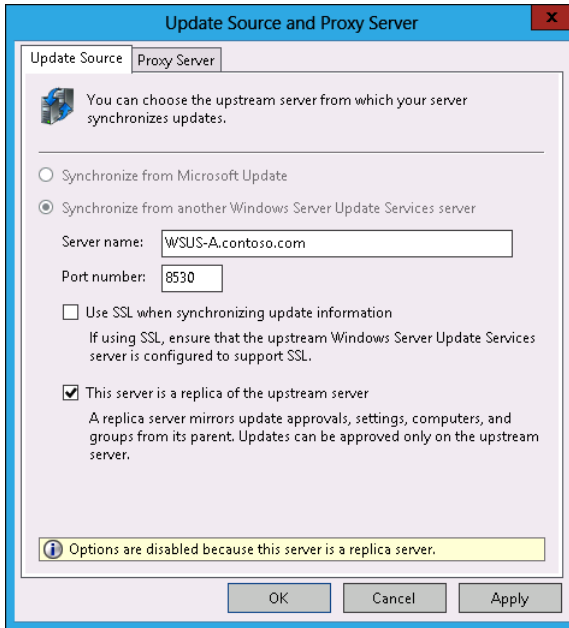 Update Source and Proxy Server
x
Update Source
Proxy Server
You can choose the upstream server from which your server
synchronizes updates.
Synchronize from Microsoft Update
Synchronize from another Windows Server Update Services server
Server name: WSUS-A.contoso.com
Port number: 8530
Use SSL when synchronizing update information
If using SSL, ensure that the upstream Windows Server Update Services
server is configured to support SSL.
This server is a replica of the upstream server
A replica server mirrors update approvals, settings, computers, and
groups from its parent. Updates can be approved only on the upstream
server.
Options are disabled because this server is a replica server.
OK Cancel Apply